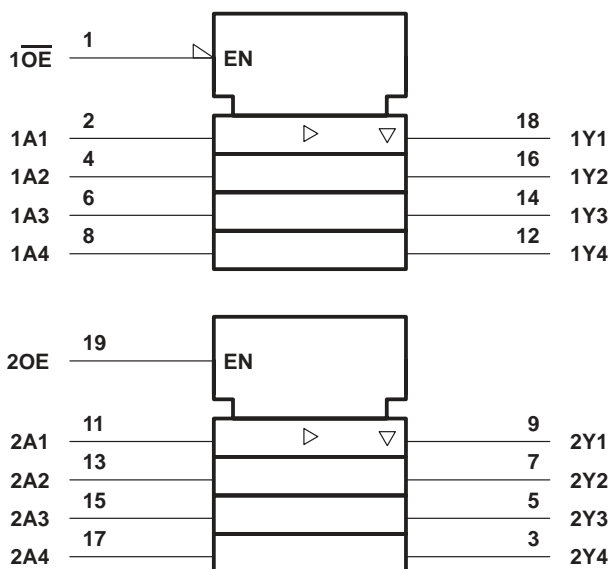 1O̅E̅ 1 EN
1A1 2 18 1Y1
1A2 4 16 1Y2
1A3 6 14 1Y3
1A4 8 12 1Y4
2OE 19 EN
2A1 11 9 2Y1
2A2 13 7 2Y2
2A3 15 5 2Y3
2A4 17 3 2Y4